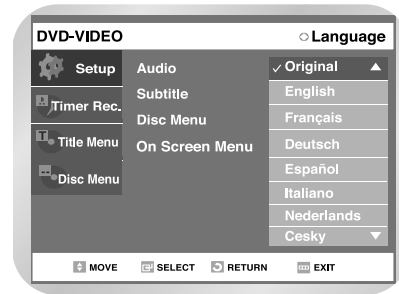 DVD-VIDEO
Language
Setup
Timer Rec.
Title Menu
Disc Menu
Audio
Subtitle
Disc Menu
On Screen Menu
✓ Original ▲
English
Français
Deutsch
Español
Italiano
Nederlands
Cesky ▼
MOVE SELECT RETURN EXIT